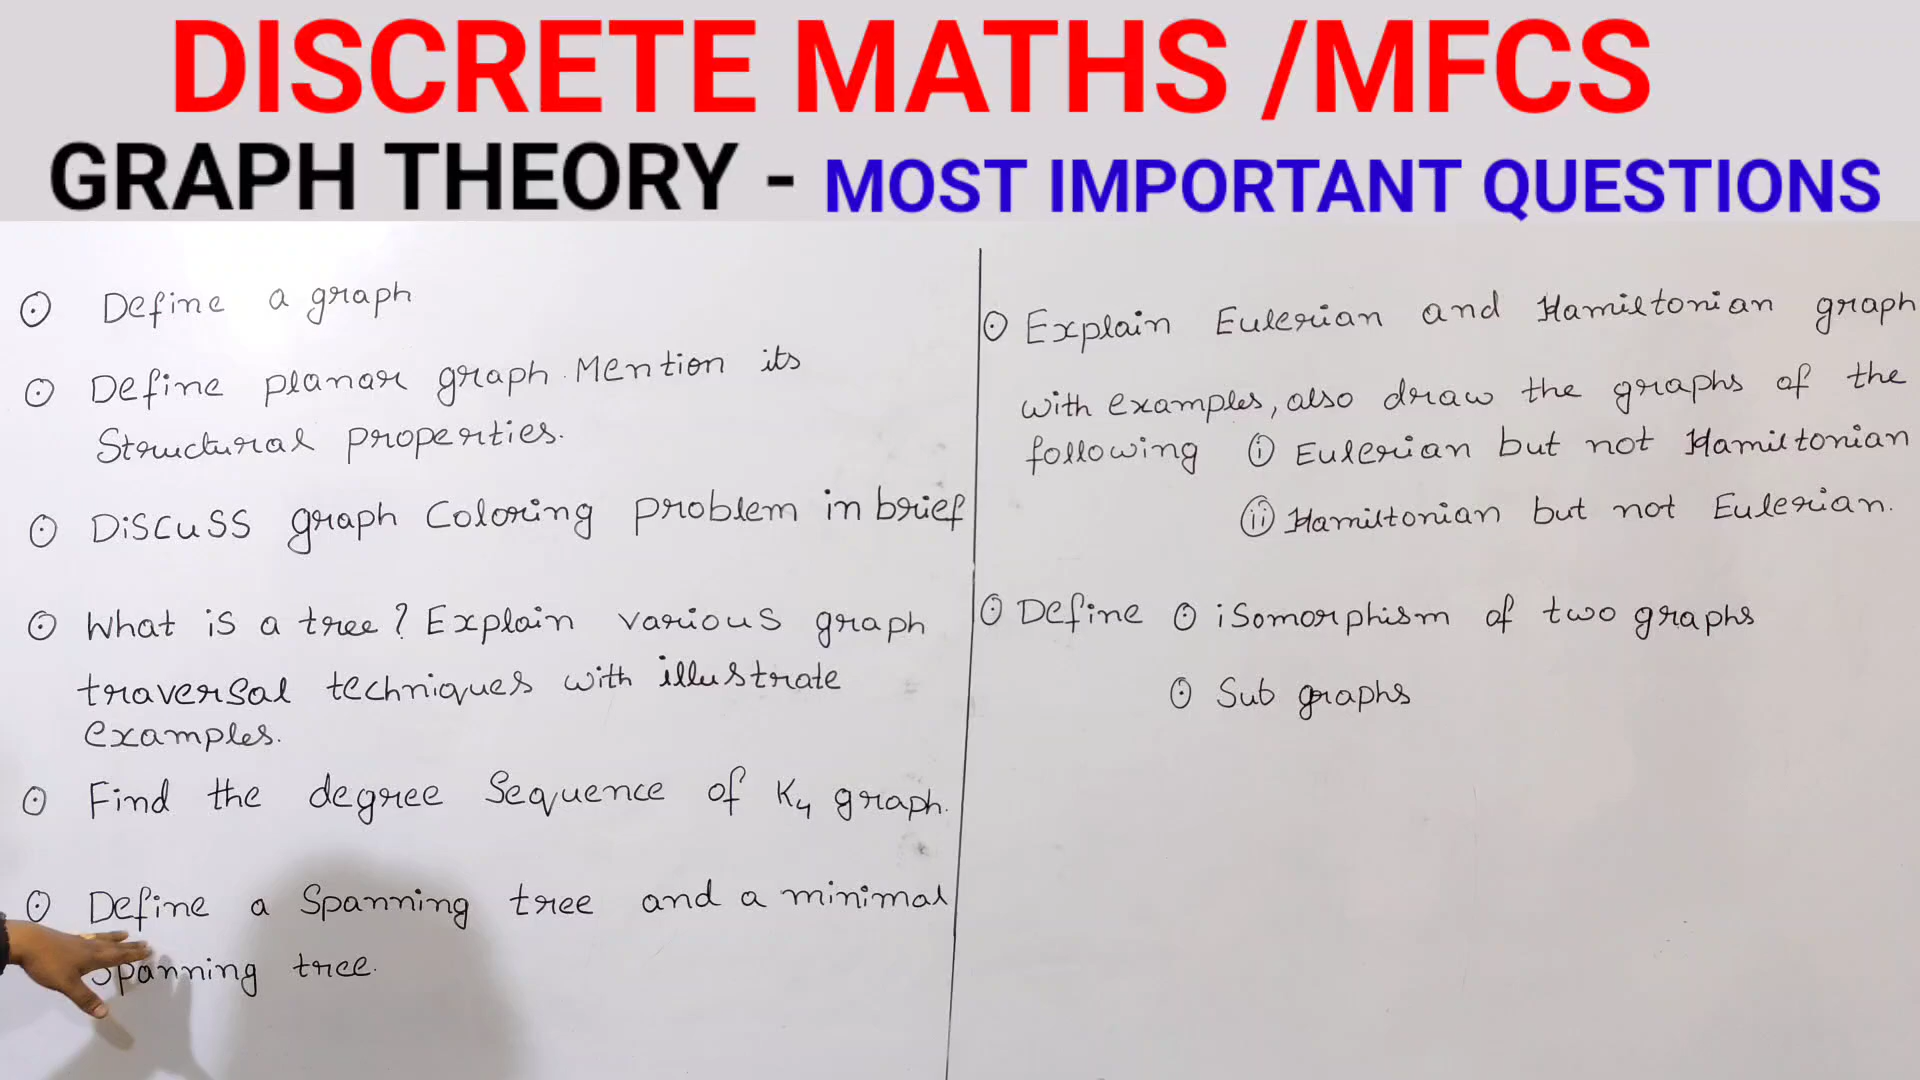 DISCRETE MATHS /MFCS
GRAPH THEORY - MOST IMPORTANT QUESTIONS
Define a graph
Define planar graph. Mention its
Structural properties.
Discuss graph Coloring problem in brief
What is a tree? Explain various graph
traversal techniques with illustrate
examples.
Find the degree Sequence of K4 graph.
Define a Spanning tree and a minimal
Spanning tree.
Explain Eulerian and Hamiltonian graph
with examples, also draw the graphs of the
following (i) Eulerian but not Hamiltonian
(ii) Hamiltonian but not Eulerian.
Define isomorphism of two graphs
Sub graphs